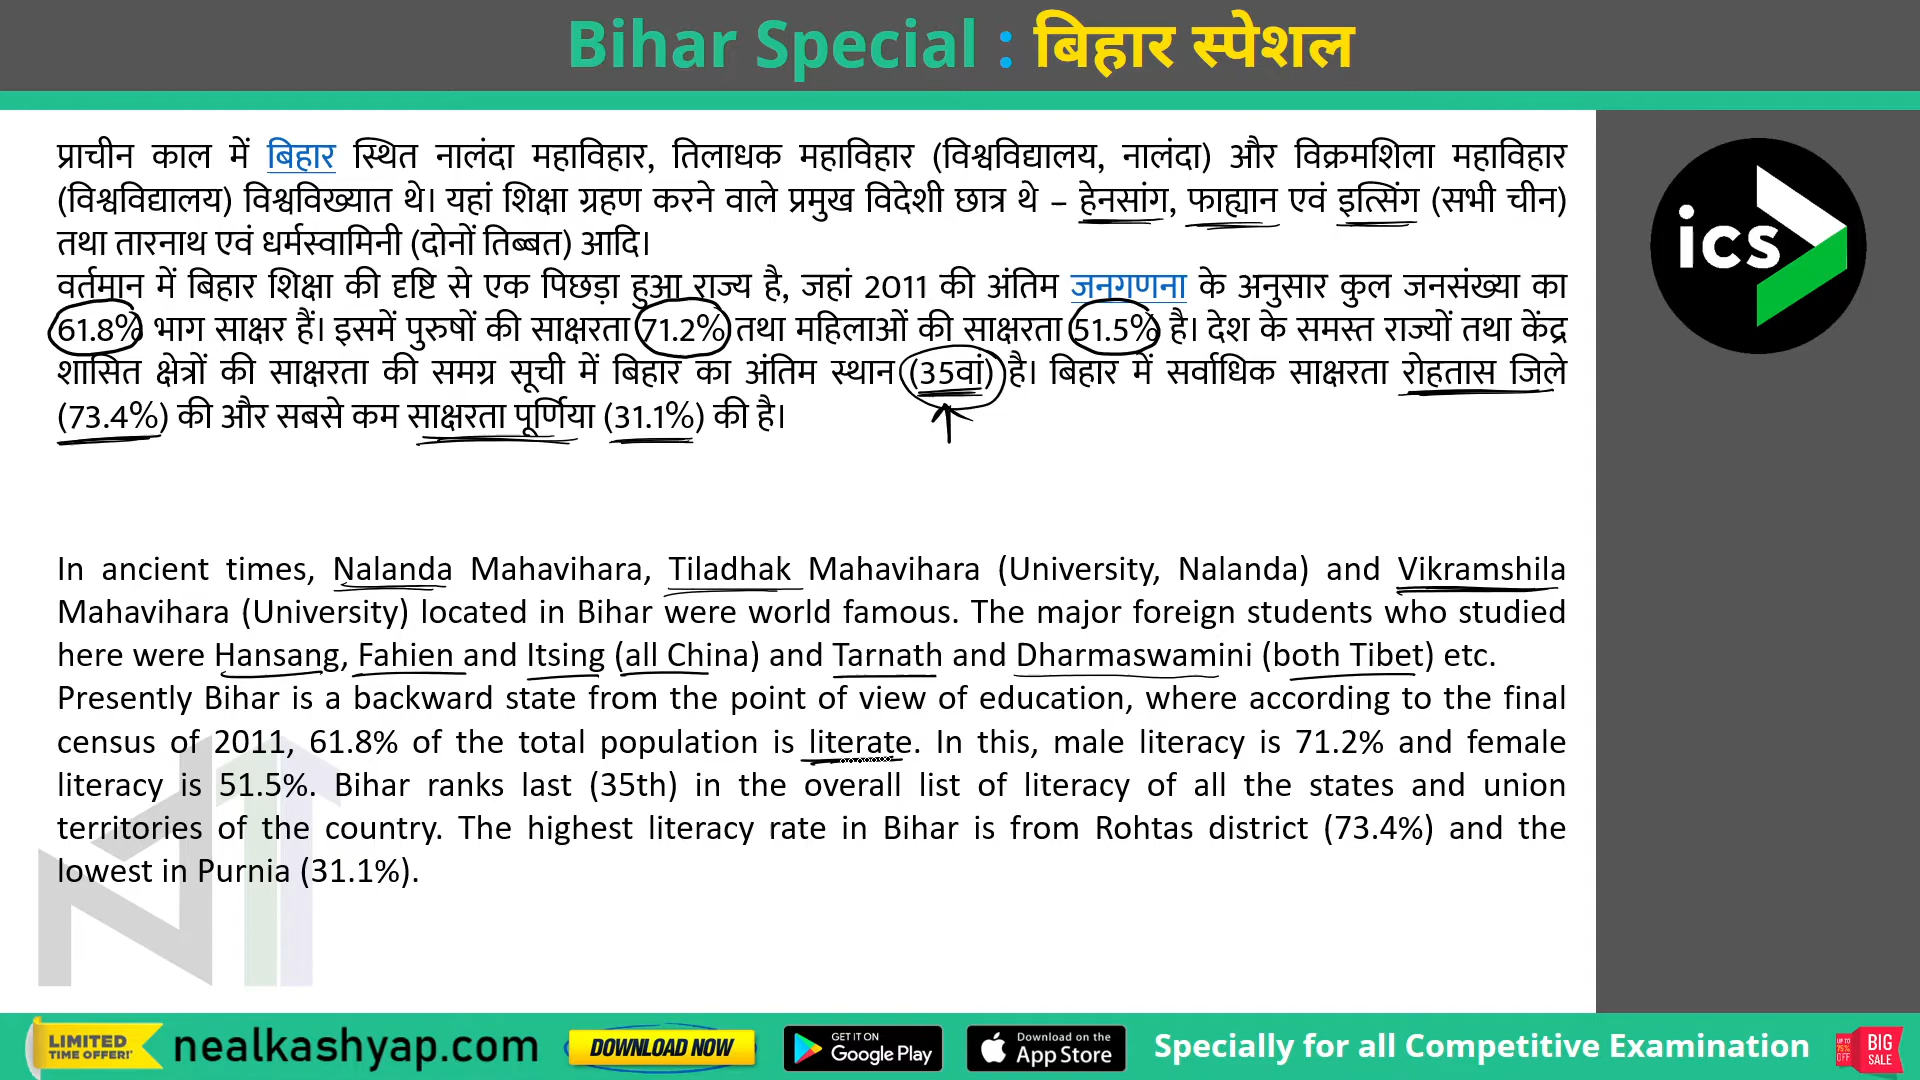 Bihar Special : बिहार स्पेशल
प्राचीन काल में बिहार स्थित नालंदा महाविहार, तिलाधक महाविहार (विश्वविद्यालय, नालंदा) और विक्रमशिला महाविहार
(विश्वविद्यालय) विश्वविख्यात थे। यहां शिक्षा ग्रहण करने वाले प्रमुख विदेशी छात्र थे – हेनसांग, फाह्यान एवं इत्सिंग (सभी चीन)
तथा तारनाथ एवं धर्मस्वामिनी (दोनों तिब्बत) आदि।
वर्तमान में बिहार शिक्षा की दृष्टि से एक पिछड़ा हुआ राज्य है, जहां 2011 की अंतिम जनगणना के अनुसार कुल जनसंख्या का
61.8% भाग साक्षर हैं। इसमें पुरुषों की साक्षरता 71.2% तथा महिलाओं की साक्षरता 51.5% है। देश के समस्त राज्यों तथा केंद्र
शासित क्षेत्रों की साक्षरता की समग्र सूची में बिहार का अंतिम स्थान (35वां) है। बिहार में सर्वाधिक साक्षरता रोहतास जिले
(73.4%) की और सबसे कम साक्षरता पूर्णिया (31.1%) की है।
In ancient times, Nalanda Mahavihara, Tiladhak Mahavihara (University, Nalanda) and Vikramshila
Mahavihara (University) located in Bihar were world famous. The major foreign students who studied
here were Hansang, Fahien and Itsing (all China) and Tarnath and Dharmaswamini (both Tibet) etc.
Presently Bihar is a backward state from the point of view of education, where according to the final
census of 2011, 61.8% of the total population is literate. In this, male literacy is 71.2% and female
literacy is 51.5%. Bihar ranks last (35th) in the overall list of literacy of all the states and union
territories of the country. The highest literacy rate in Bihar is from Rohtas district (73.4%) and the
lowest in Purnia (31.1%).
ics
LIMITED
TIME OFFER!
nealkashyap.com
DOWNLOAD NOW
GET IT ON
Google Play
Download on the
App Store
Specially for all Competitive Examination
UP TO
75%
OFF
BIG
SALE